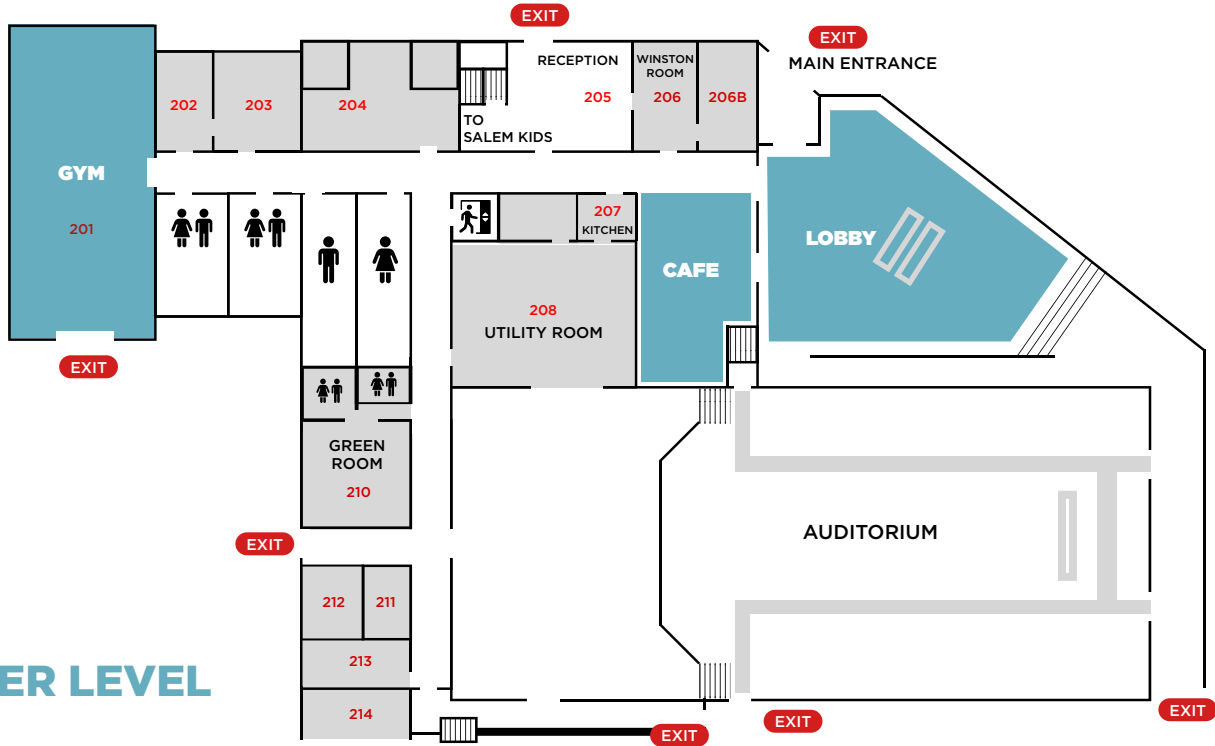 EXIT
EXIT
MAIN ENTRANCE
RECEPTION
205
WINSTON
ROOM
206
206B
202
203
204
TO
SALEM KIDS
GYM
201
207
KITCHEN
LOBBY
CAFE
208
UTILITY ROOM
EXIT
GREEN
ROOM
210
EXIT
AUDITORIUM
212
211
213
214
ER LEVEL
EXIT
EXIT
EXIT